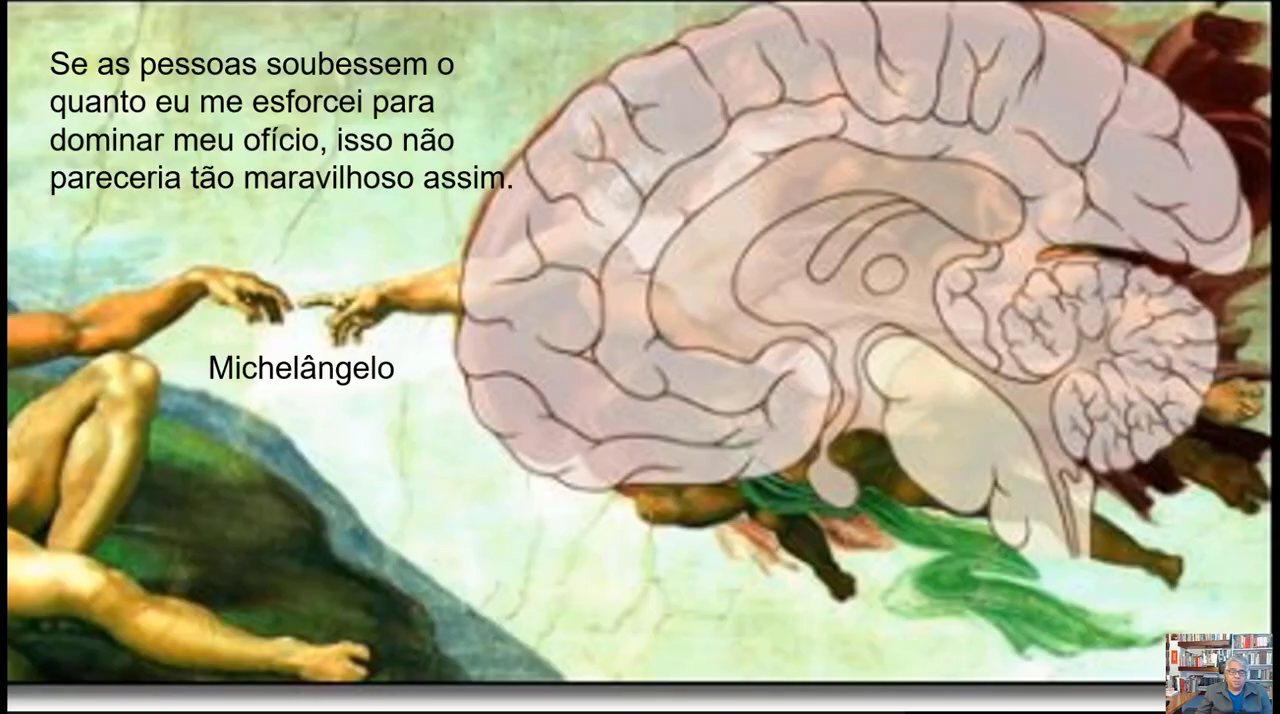 Se as pessoas soubessem o
quanto eu me esforcei para
dominar meu ofício, isso não
pareceria tão maravilhoso assim.
Michelângelo